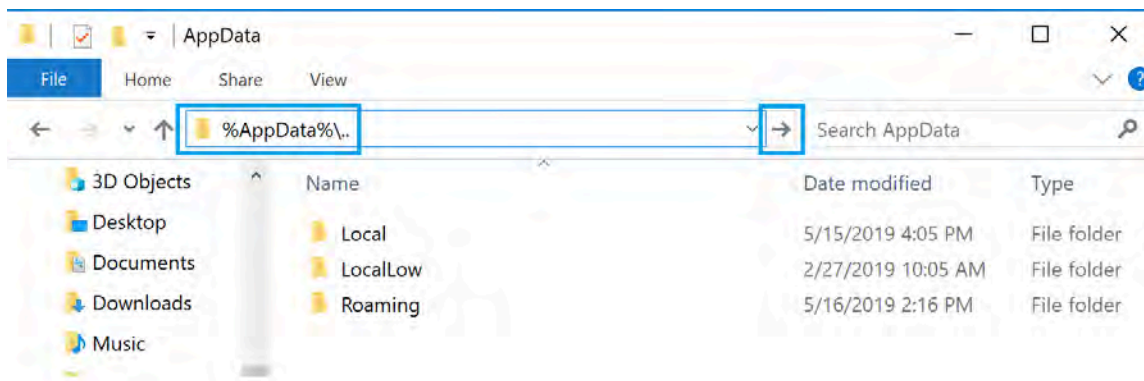 AppData
File Home Share View
%AppData%\.. Search AppData
3D Objects Name Date modified Type
Desktop Local 5/15/2019 4:05 PM File folder
Documents LocalLow 2/27/2019 10:05 AM File folder
Downloads Roaming 5/16/2019 2:16 PM File folder
Music